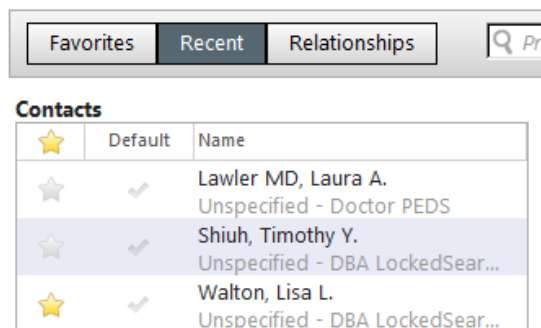 Favorites Recent Relationships Pr
Contacts
Default Name
Lawler MD, Laura A.
Unspecified - Doctor PEDS
Shiuh, Timothy Y.
Unspecified - DBA LockedSear...
Walton, Lisa L.
Unspecified - DBA LockedSear...